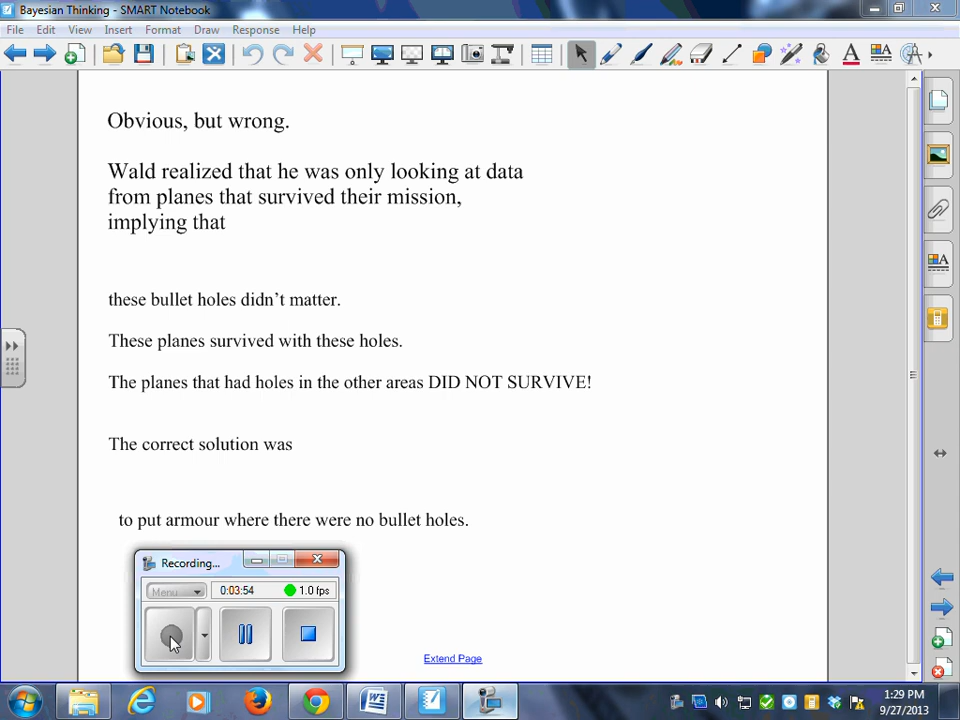 Bayesian Thinking - SMART Notebook
File Edit View Insert Format Draw Response Help
Obvious, but wrong.
Wald realized that he was only looking at data
from planes that survived their mission,
implying that
these bullet holes didn’t matter.
These planes survived with these holes.
The planes that had holes in the other areas DID NOT SURVIVE!
The correct solution was
to put armour where there were no bullet holes.
Recording...
Menu 0:03:54 1.0 fps
Extend Page
1:29 PM
9/27/2013